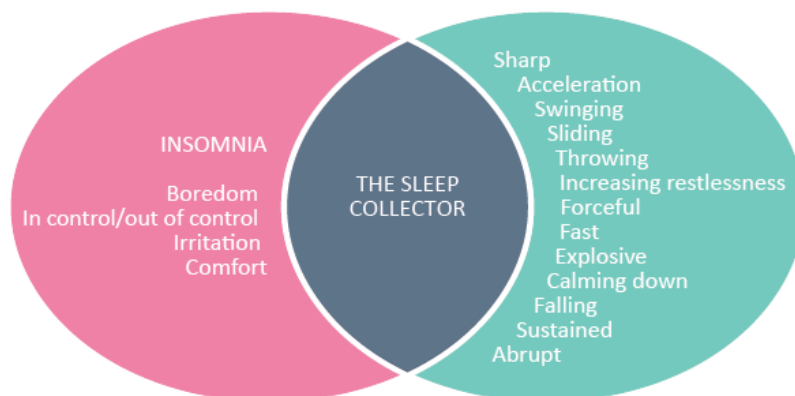 INSOMNIA
Boredom
In control/out of control
Irritation
Comfort
THE SLEEP
COLLECTOR
Sharp
Acceleration
Swinging
Sliding
Throwing
Increasing restlessness
Forceful
Fast
Explosive
Calming down
Falling
Sustained
Abrupt